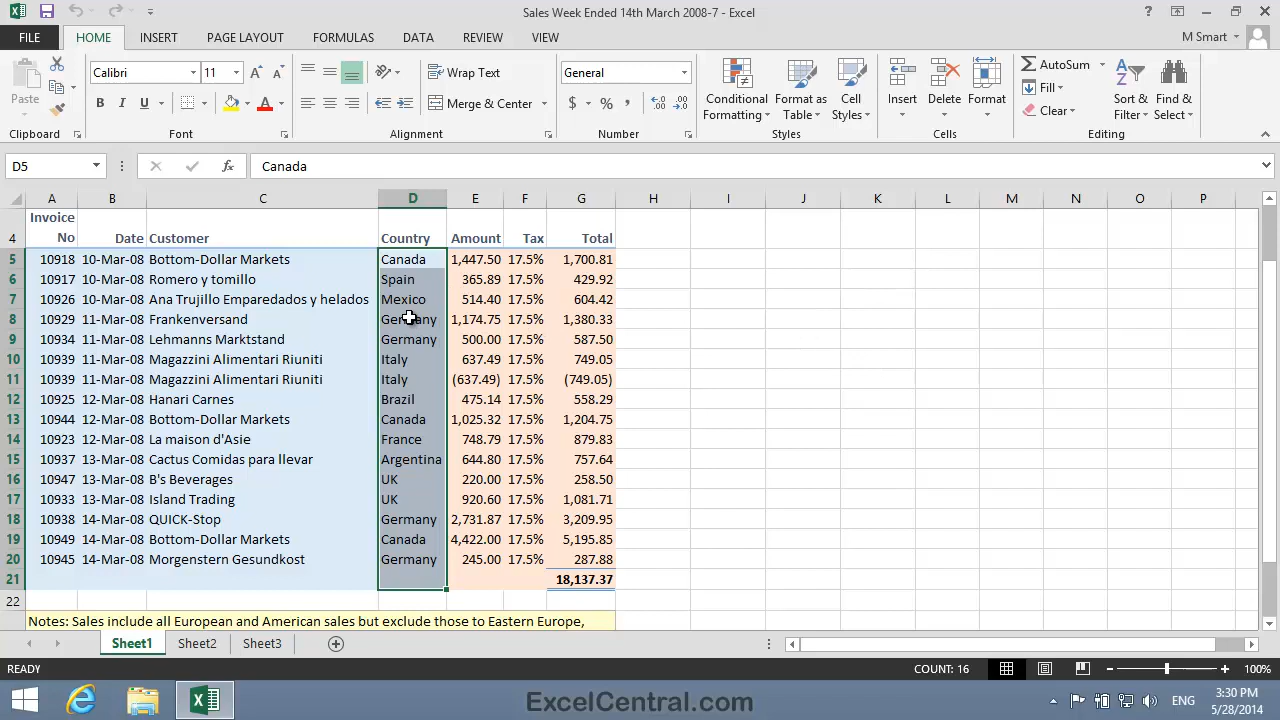 Sales Week Ended 14th March 2008-7 - Excel
FILE HOME INSERT PAGE LAYOUT FORMULAS DATA REVIEW VIEW M Smart
Paste
Calibri 11 Wrap Text General AutoSum
B I U Merge & Center $ % , Conditional Formatting Format as Table Cell Styles Insert Delete Format Fill Clear Sort & Filter Find & Select
Clipboard Font Alignment Number Styles Cells Editing
D5 fx Canada
A B C D E F G H I J K L M N O P
4 Invoice No Date Customer Country Amount Tax Total
5 10918 10-Mar-08 Bottom-Dollar Markets Canada 1,447.50 17.5% 1,700.81
6 10917 10-Mar-08 Romero y tomillo Spain 365.89 17.5% 429.92
7 10926 10-Mar-08 Ana Trujillo Emparedados y helados Mexico 514.40 17.5% 604.42
8 10929 11-Mar-08 Frankenversand Germany 1,174.75 17.5% 1,380.33
9 10934 11-Mar-08 Lehmanns Marktstand Germany 500.00 17.5% 587.50
10 10939 11-Mar-08 Magazzini Alimentari Riuniti Italy 637.49 17.5% 749.05
11 10939 11-Mar-08 Magazzini Alimentari Riuniti Italy (637.49) 17.5% (749.05)
12 10925 12-Mar-08 Hanari Carnes Brazil 475.14 17.5% 558.29
13 10944 12-Mar-08 Bottom-Dollar Markets Canada 1,025.32 17.5% 1,204.75
14 10923 12-Mar-08 La maison d'Asie France 748.79 17.5% 879.83
15 10937 13-Mar-08 Cactus Comidas para llevar Argentina 644.80 17.5% 757.64
16 10947 13-Mar-08 B's Beverages UK 220.00 17.5% 258.50
17 10933 13-Mar-08 Island Trading UK 920.60 17.5% 1,081.71
18 10938 14-Mar-08 QUICK-Stop Germany 2,731.87 17.5% 3,209.95
19 10949 14-Mar-08 Bottom-Dollar Markets Canada 4,422.00 17.5% 5,195.85
20 10945 14-Mar-08 Morgenstern Gesundkost Germany 245.00 17.5% 287.88
21 18,137.37
22
Notes: Sales include all European and American sales but exclude those to Eastern Europe,
Sheet1 Sheet2 Sheet3
READY COUNT: 16 100%
ExcelCentral.com ENG 3:30 PM
5/28/2014